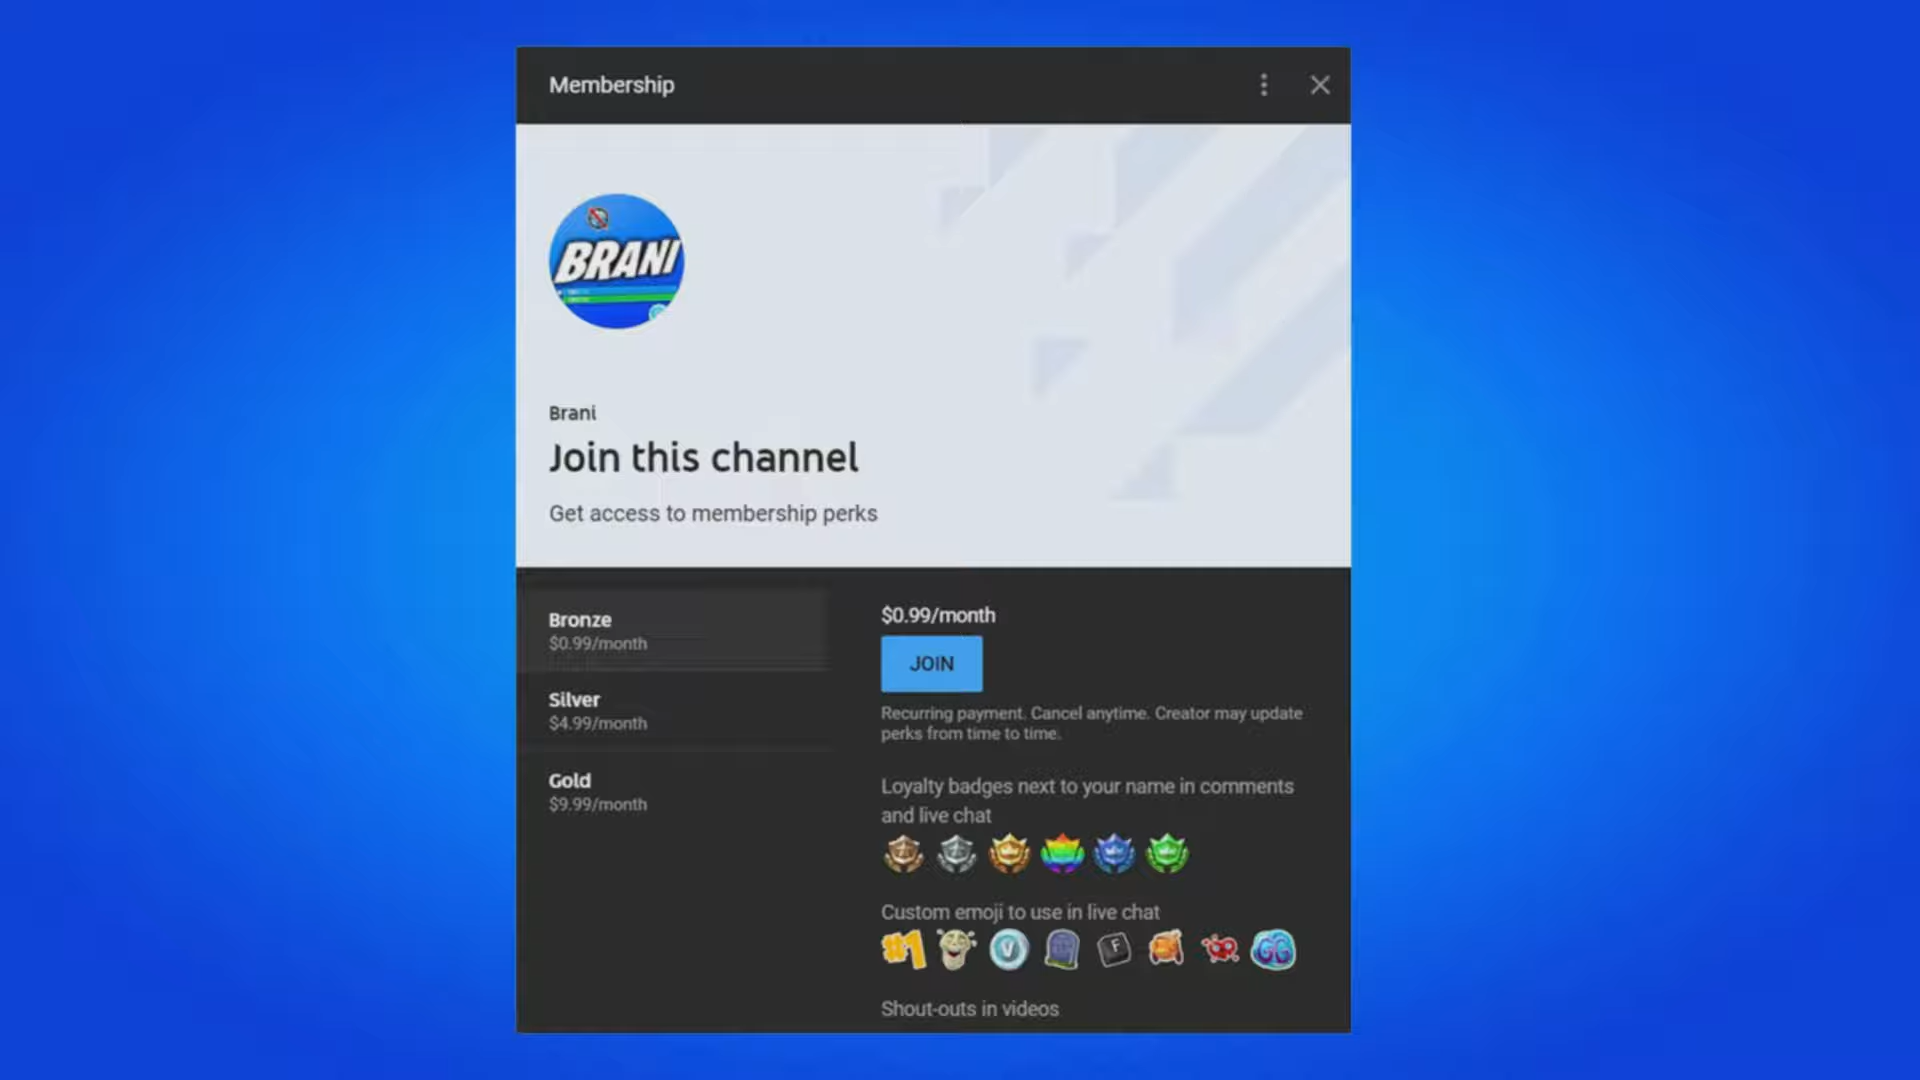 Membership
BRANI
Brani
Join this channel
Get access to membership perks
Bronze
$0.99/month
Silver
$4.99/month
Gold
$9.99/month
$0.99/month
JOIN
Recurring payment. Cancel anytime. Creator may update
perks from time to time.
Loyalty badges next to your name in comments
and live chat
Custom emoji to use in live chat
#1
V
F
GG
Shout-outs in videos